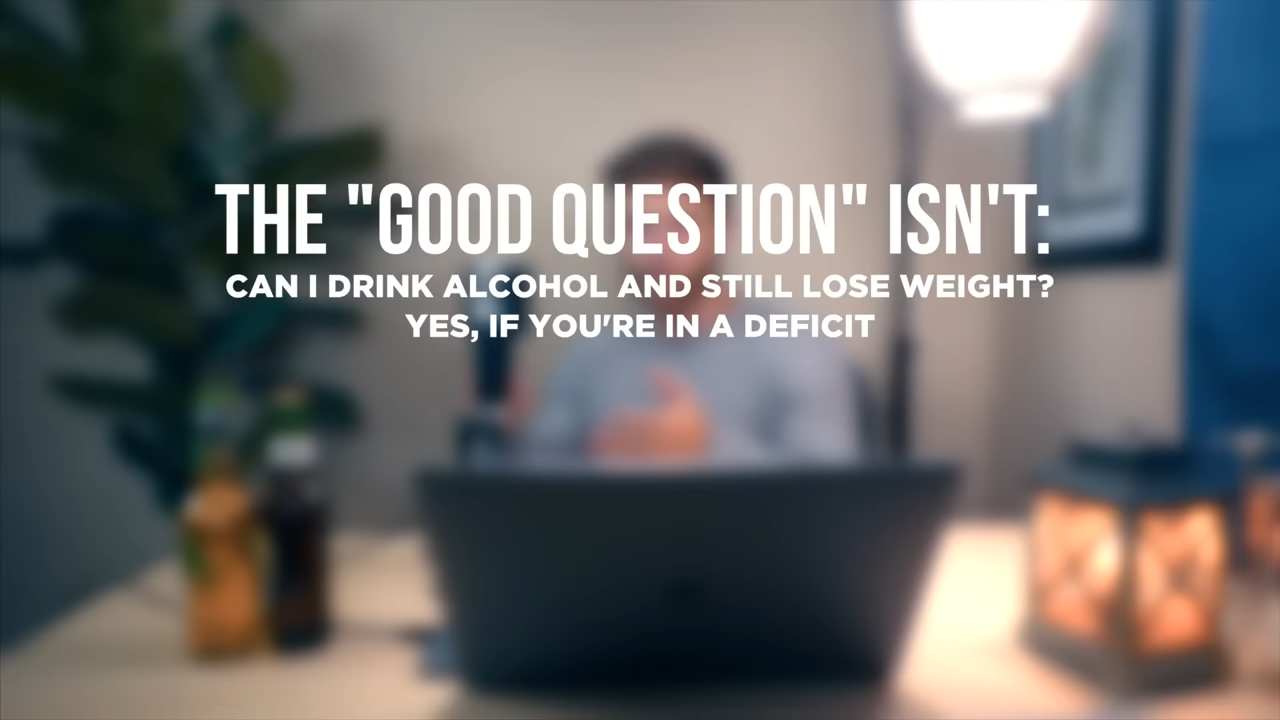 THE "GOOD QUESTION" ISN'T:
CAN I DRINK ALCOHOL AND STILL LOSE WEIGHT?
YES, IF YOU'RE IN A DEFICIT